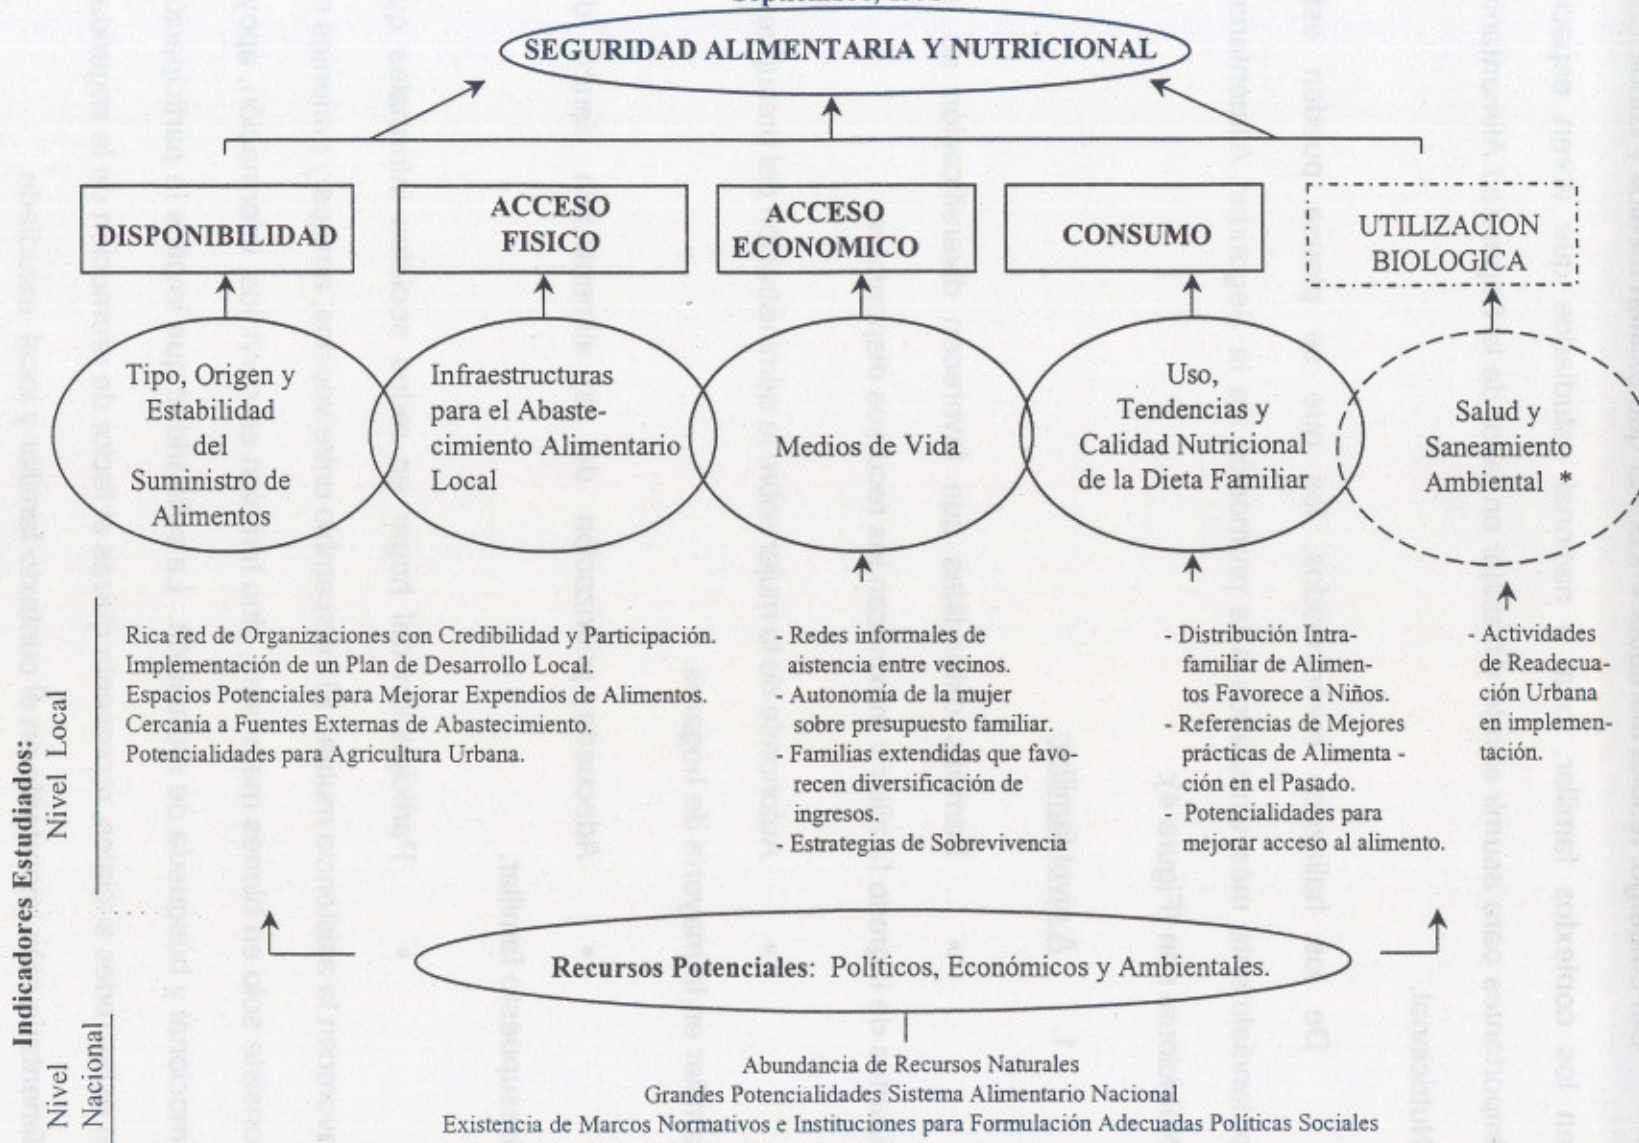 SEGURIDAD ALIMENTARIA Y NUTRICIONAL
DISPONIBILIDAD
ACCESO
FISICO
ACCESO
ECONOMICO
CONSUMO
UTILIZACION
BIOLOGICA
Tipo, Origen y
Estabilidad
del
Suministro de
Alimentos
Infraestructuras
para el Abaste-
cimiento Alimentario
Local
Medios de Vida
Uso,
Tendencias y
Calidad Nutricional
de la Dieta Familiar
Salud y
Saneamiento
Ambiental *
Indicadores Estudiados:
Nivel Local
Rica red de Organizaciones con Credibilidad y Participación.
Implementación de un Plan de Desarrollo Local.
Espacios Potenciales para Mejorar Expendios de Alimentos.
Cercanía a Fuentes Externas de Abastecimiento.
Potencialidades para Agricultura Urbana.
- Redes informales de
aistencia entre vecinos.
- Autonomía de la mujer
sobre presupuesto familiar.
- Familias extendidas que favo-
recen diversificación de
ingresos.
- Estrategias de Sobrevivencia
- Distribución Intra-
familiar de Alimen-
tos Favorece a Niños.
- Referencias de Mejores
prácticas de Alimenta -
ción en el Pasado.
- Potencialidades para
mejorar acceso al alimento.
- Actividades
de Readecua-
ción Urbana
en implemen-
tación.
Recursos Potenciales: Políticos, Económicos y Ambientales.
Nivel
Nacional
Abundancia de Recursos Naturales
Grandes Potencialidades Sistema Alimentario Nacional
Existencia de Marcos Normativos e Instituciones para Formulación Adecuadas Políticas Sociales